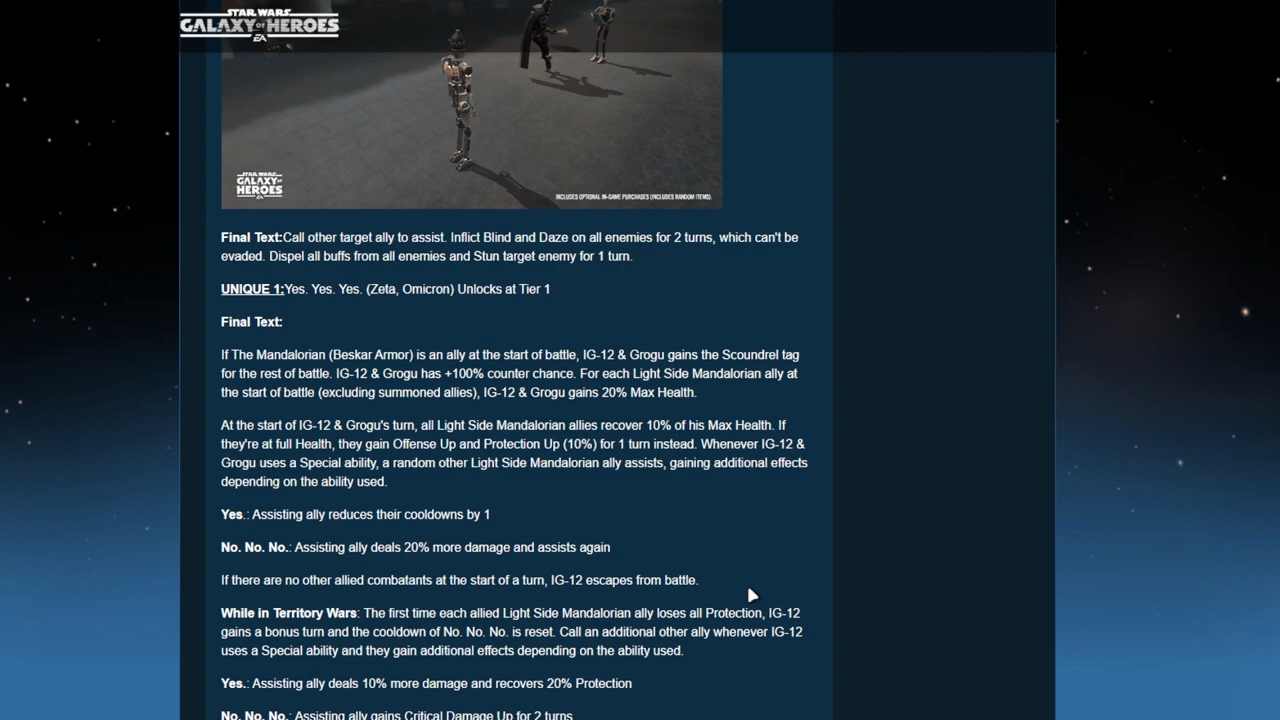 STAR WARS
GALAXY OF HEROES
EA
STAR WARS
GALAXY OF
HEROES
EA
INCLUDES OPTIONAL IN-GAME PURCHASES (INCLUDES RANDOM ITEMS).
Final Text:Call other target ally to assist. Inflict Blind and Daze on all enemies for 2 turns, which can't be
evaded. Dispel all buffs from all enemies and Stun target enemy for 1 turn.
UNIQUE 1:Yes. Yes. Yes. (Zeta, Omicron) Unlocks at Tier 1
Final Text:
If The Mandalorian (Beskar Armor) is an ally at the start of battle, IG-12 & Grogu gains the Scoundrel tag
for the rest of battle. IG-12 & Grogu has +100% counter chance. For each Light Side Mandalorian ally at
the start of battle (excluding summoned allies), IG-12 & Grogu gains 20% Max Health.
At the start of IG-12 & Grogu's turn, all Light Side Mandalorian allies recover 10% of his Max Health. If
they're at full Health, they gain Offense Up and Protection Up (10%) for 1 turn instead. Whenever IG-12 &
Grogu uses a Special ability, a random other Light Side Mandalorian ally assists, gaining additional effects
depending on the ability used.
Yes.: Assisting ally reduces their cooldowns by 1
No. No. No.: Assisting ally deals 20% more damage and assists again
If there are no other allied combatants at the start of a turn, IG-12 escapes from battle.
While in Territory Wars: The first time each allied Light Side Mandalorian ally loses all Protection, IG-12
gains a bonus turn and the cooldown of No. No. No. is reset. Call an additional other ally whenever IG-12
uses a Special ability and they gain additional effects depending on the ability used.
Yes.: Assisting ally deals 10% more damage and recovers 20% Protection
No. No. No.: Assisting ally gains Critical Damage Up for 2 turns